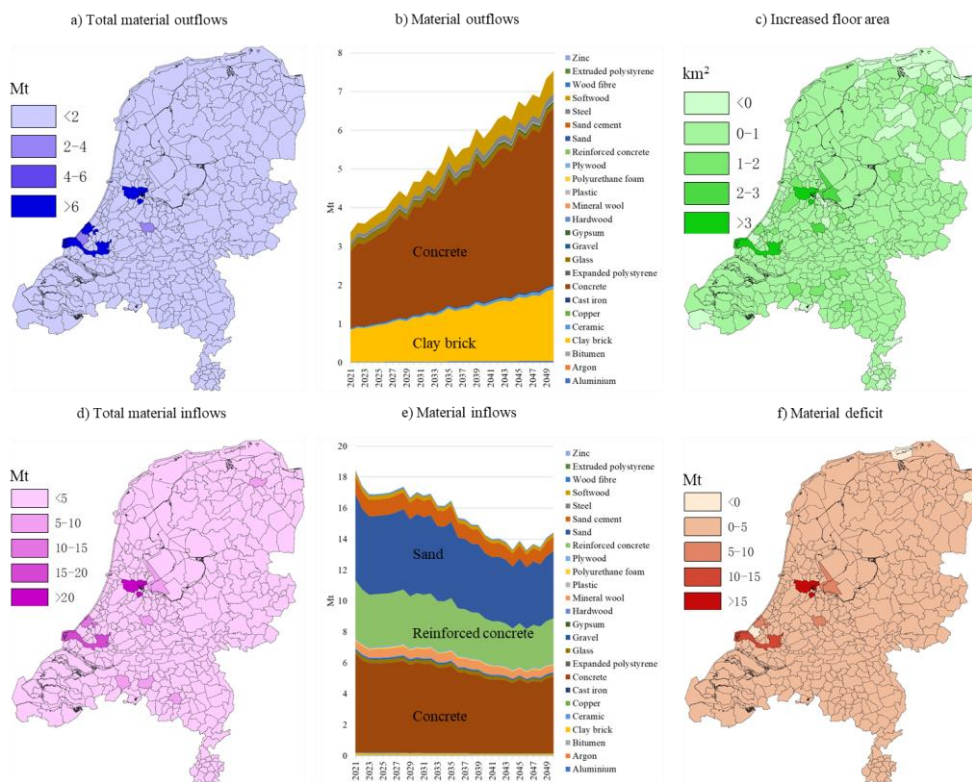 a) Total material outflows
b) Material outflows
c) Increased floor area
Mt
<2
2-4
4-6
>6
8
7
6
5
4
3
2
1
0
Mt
Concrete
Clay brick
2021
2023
2025
2027
2029
2031
2033
2035
2037
2039
2041
2043
2045
2047
2049
Zinc
Extruded polystyrene
Wood fibre
Softwood
Steel
Sand cement
Sand
Reinforced concrete
Plywood
Polyurethane foam
Plastic
Mineral wool
Hardwood
Gypsum
Gravel
Glass
Expanded polystyrene
Concrete
Cast iron
Copper
Ceramic
Clay brick
Bitumen
Argon
Aluminium
km²
<0
0-1
1-2
2-3
>3
d) Total material inflows
e) Material inflows
f) Material deficit
Mt
<5
5-10
10-15
15-20
>20
20
18
16
14
12
10
8
6
4
2
0
Mt
Sand
Reinforced concrete
Concrete
2021
2023
2025
2027
2029
2031
2033
2035
2037
2039
2041
2043
2045
2047
2049
Zinc
Extruded polystyrene
Wood fibre
Softwood
Steel
Sand cement
Sand
Reinforced concrete
Plywood
Polyurethane foam
Plastic
Mineral wool
Hardwood
Gypsum
Gravel
Glass
Expanded polystyrene
Concrete
Cast iron
Copper
Ceramic
Clay brick
Bitumen
Argon
Aluminium
Mt
<0
0-5
5-10
10-15
>15